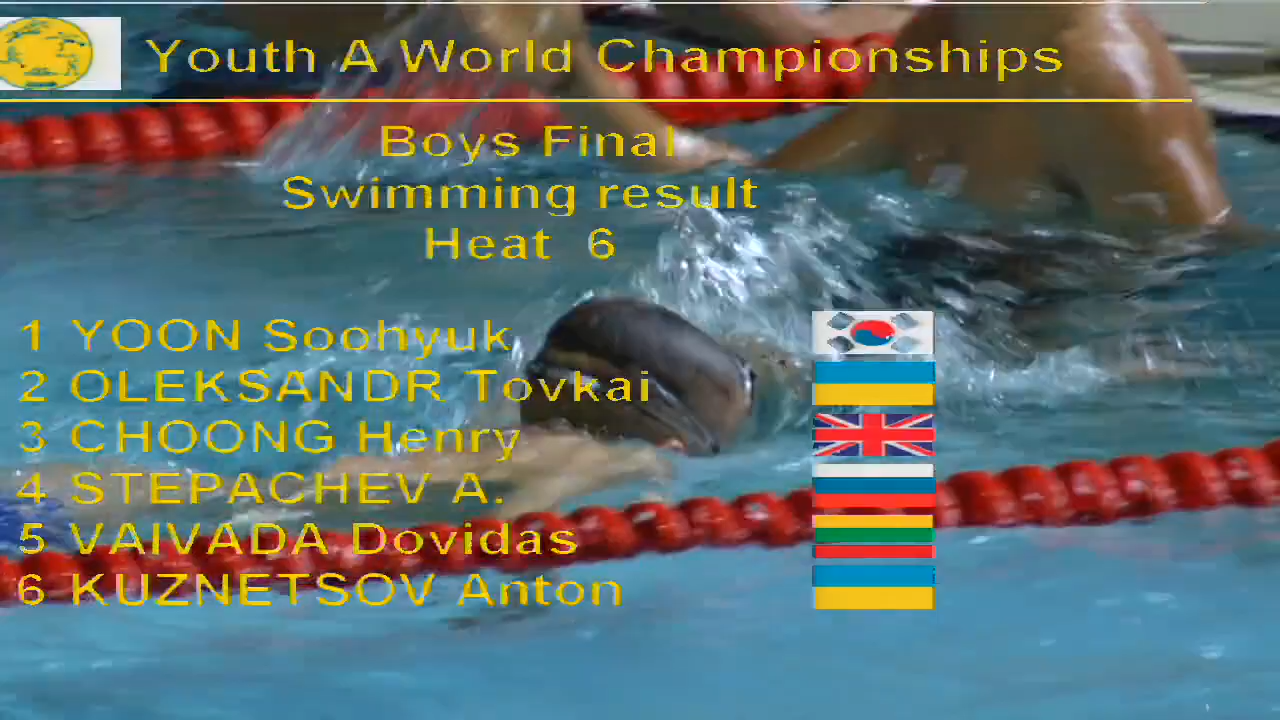 Youth A World Championships
Boys Final
Swimming result
Heat 6
1 YOON Soohyuk
2 OLEKSANDR Tovkai
3 CHOONG Henry
4 STEPACHEV A.
5 VAIVADA Dovidas
6 KUZNETSOV Anton